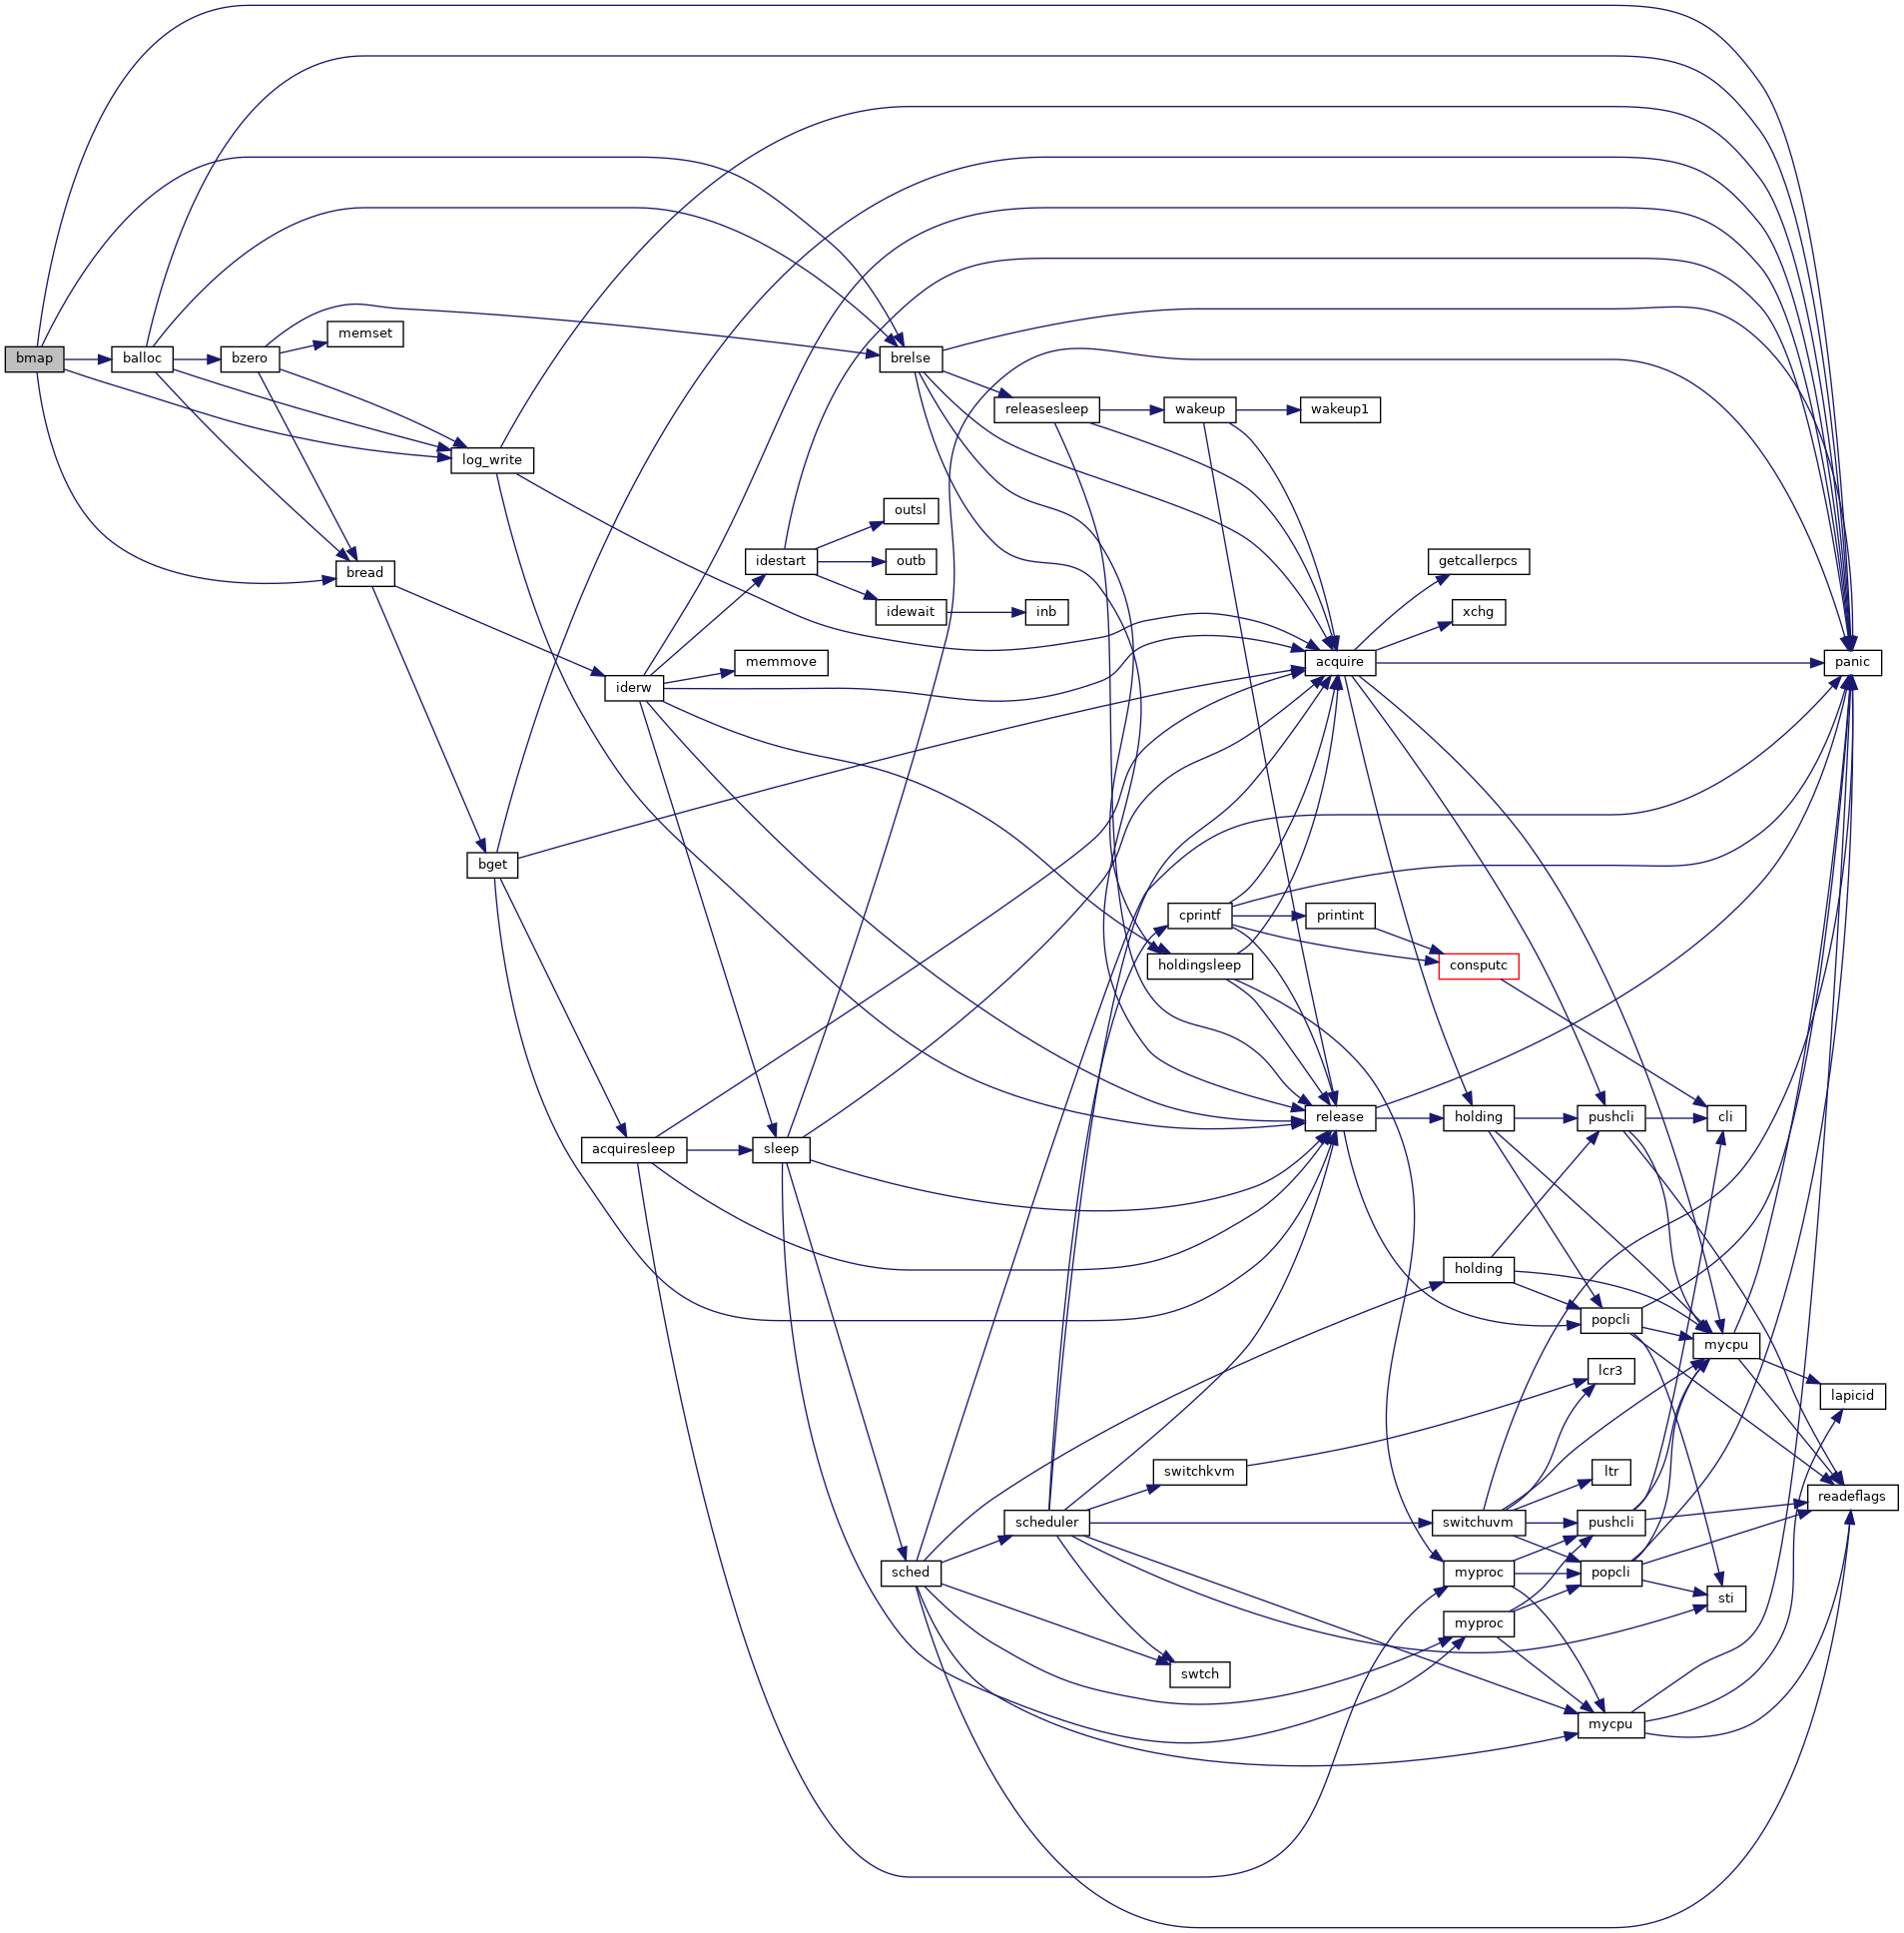 memset
bmap
balloc
bzero
brelse
releasesleep
wakeup
wakeup1
log_write
outsl
idestart
outb
getcallerpcs
bread
idewait
inb
xchg
memmove
acquire
panic
iderw
bget
cprintf
printint
holdingsleep
consputc
release
holding
pushcli
cli
acquiresleep
sleep
holding
popcli
mycpu
lcr3
lapicid
switchkvm
ltr
readeflags
scheduler
switchuvm
pushcli
sched
myproc
popcli
sti
myproc
swtch
mycpu